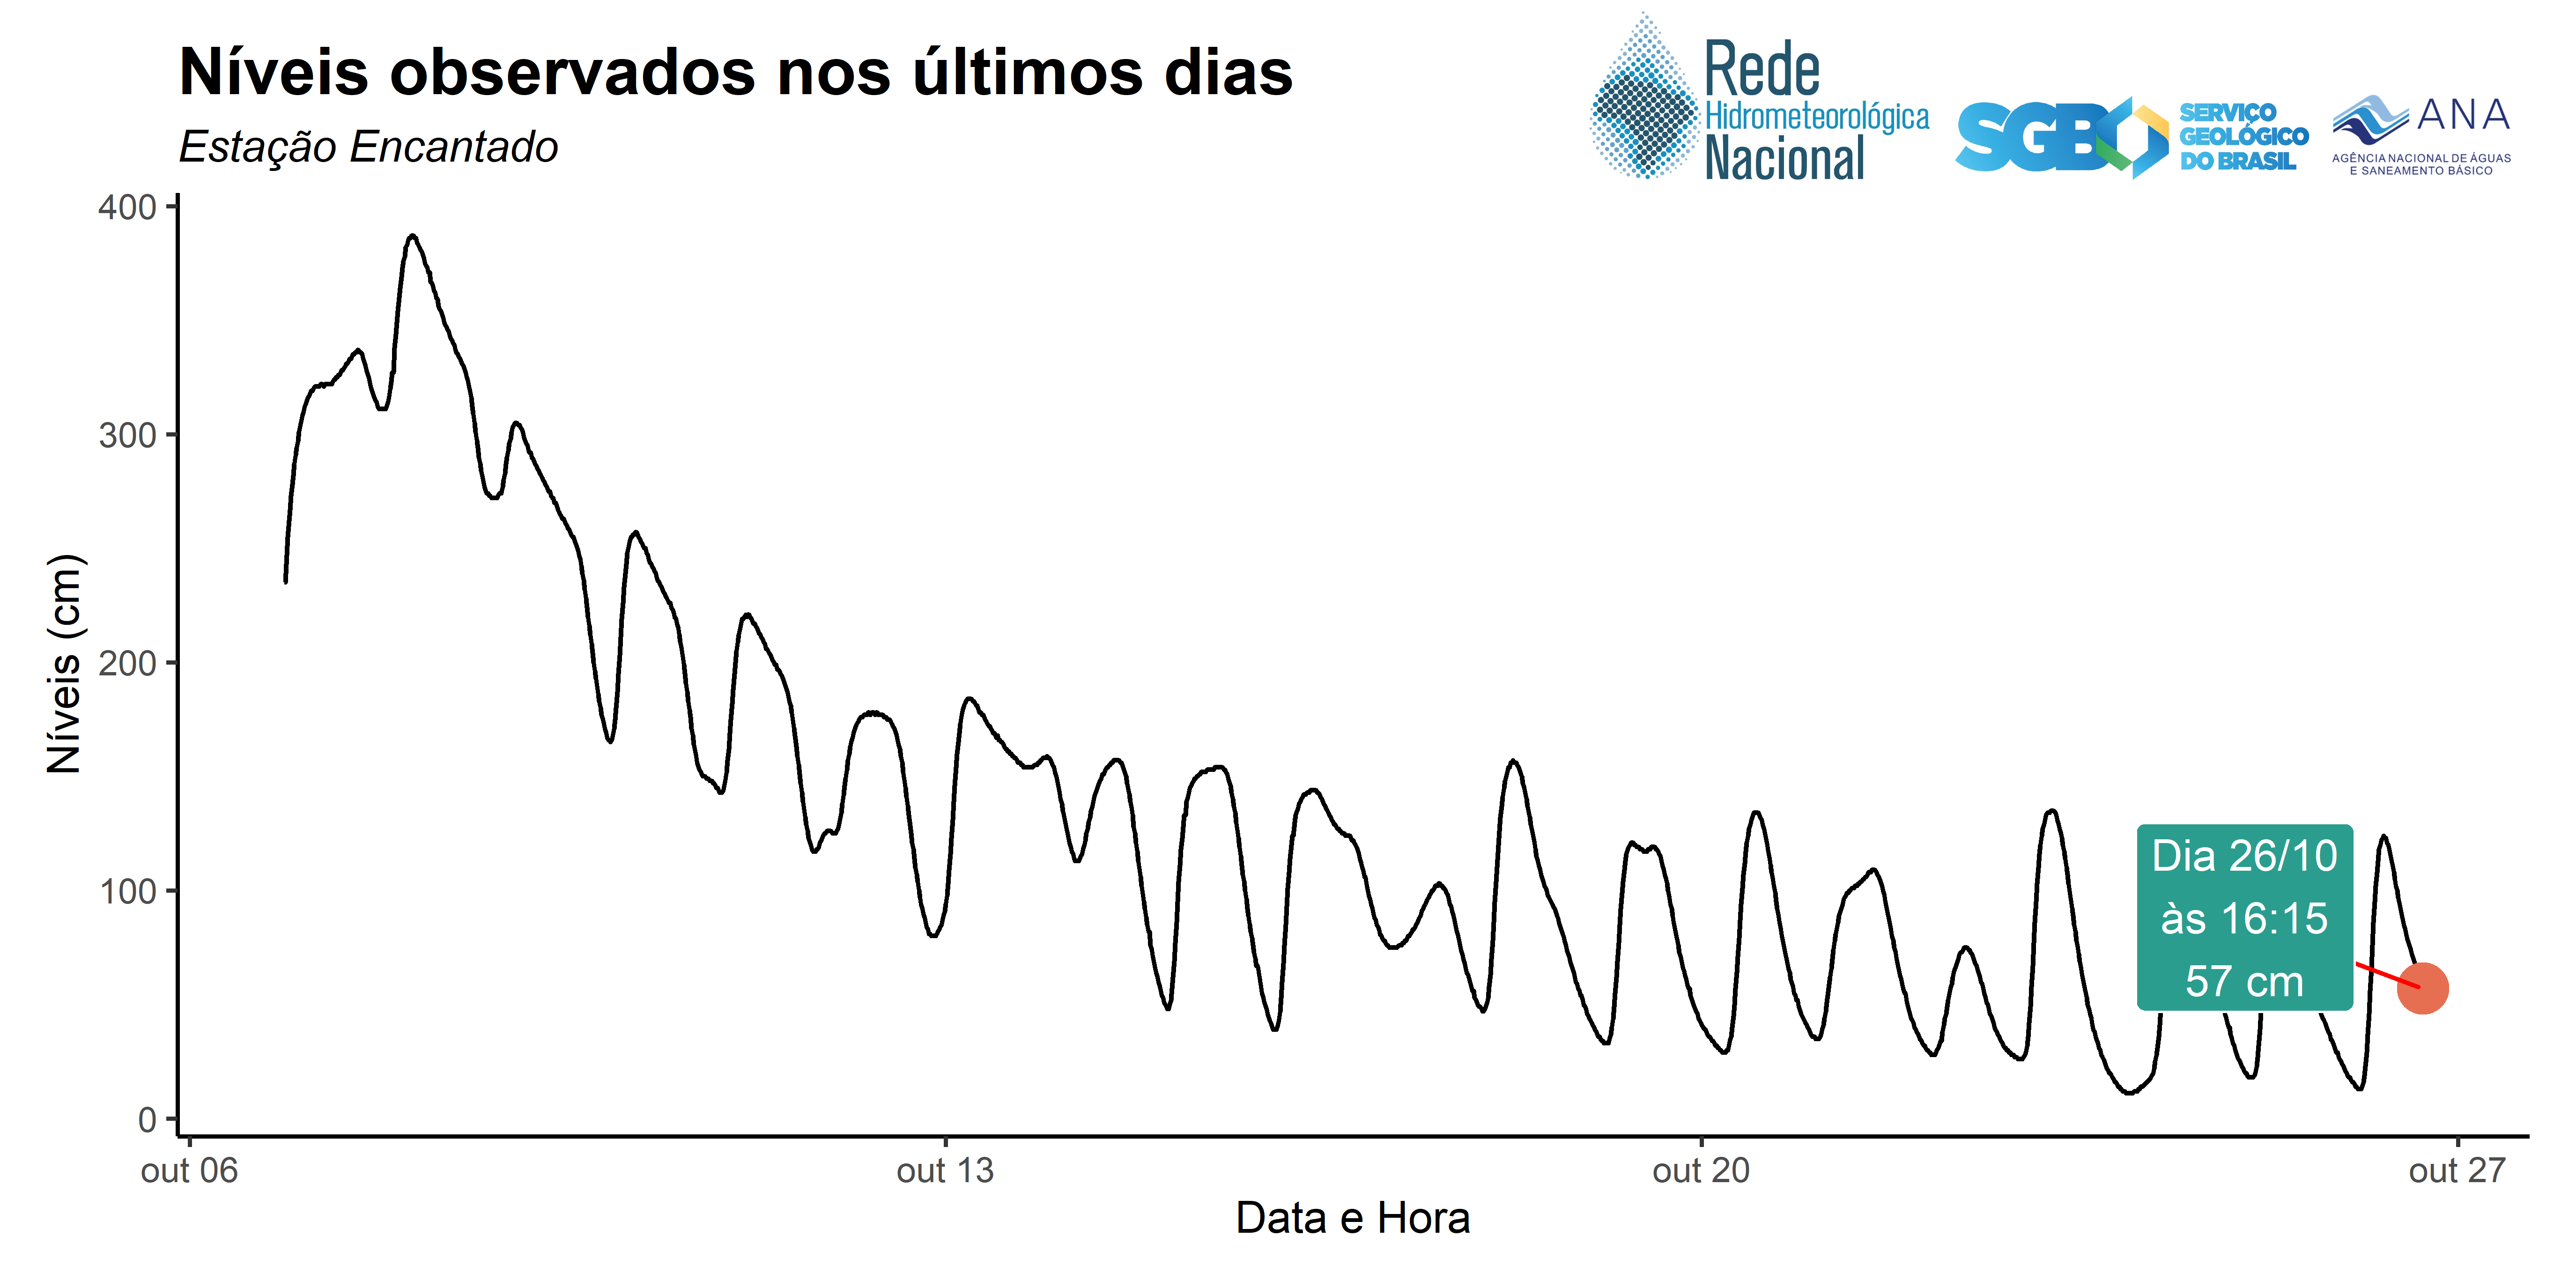 Níveis observados nos últimos dias
Estação Encantado
Rede
Hidrometeorológica
Nacional
SGB
SERVIÇO
GEOLÓGICO
DO BRASIL
ANA
AGÊNCIA NACIONAL DE ÁGUAS
E SANEAMENTO BÁSICO
Níveis (cm)
400
300
200
100
0
Dia 26/10
às 16:15
57 cm
out 06
out 13
out 20
out 27
Data e Hora